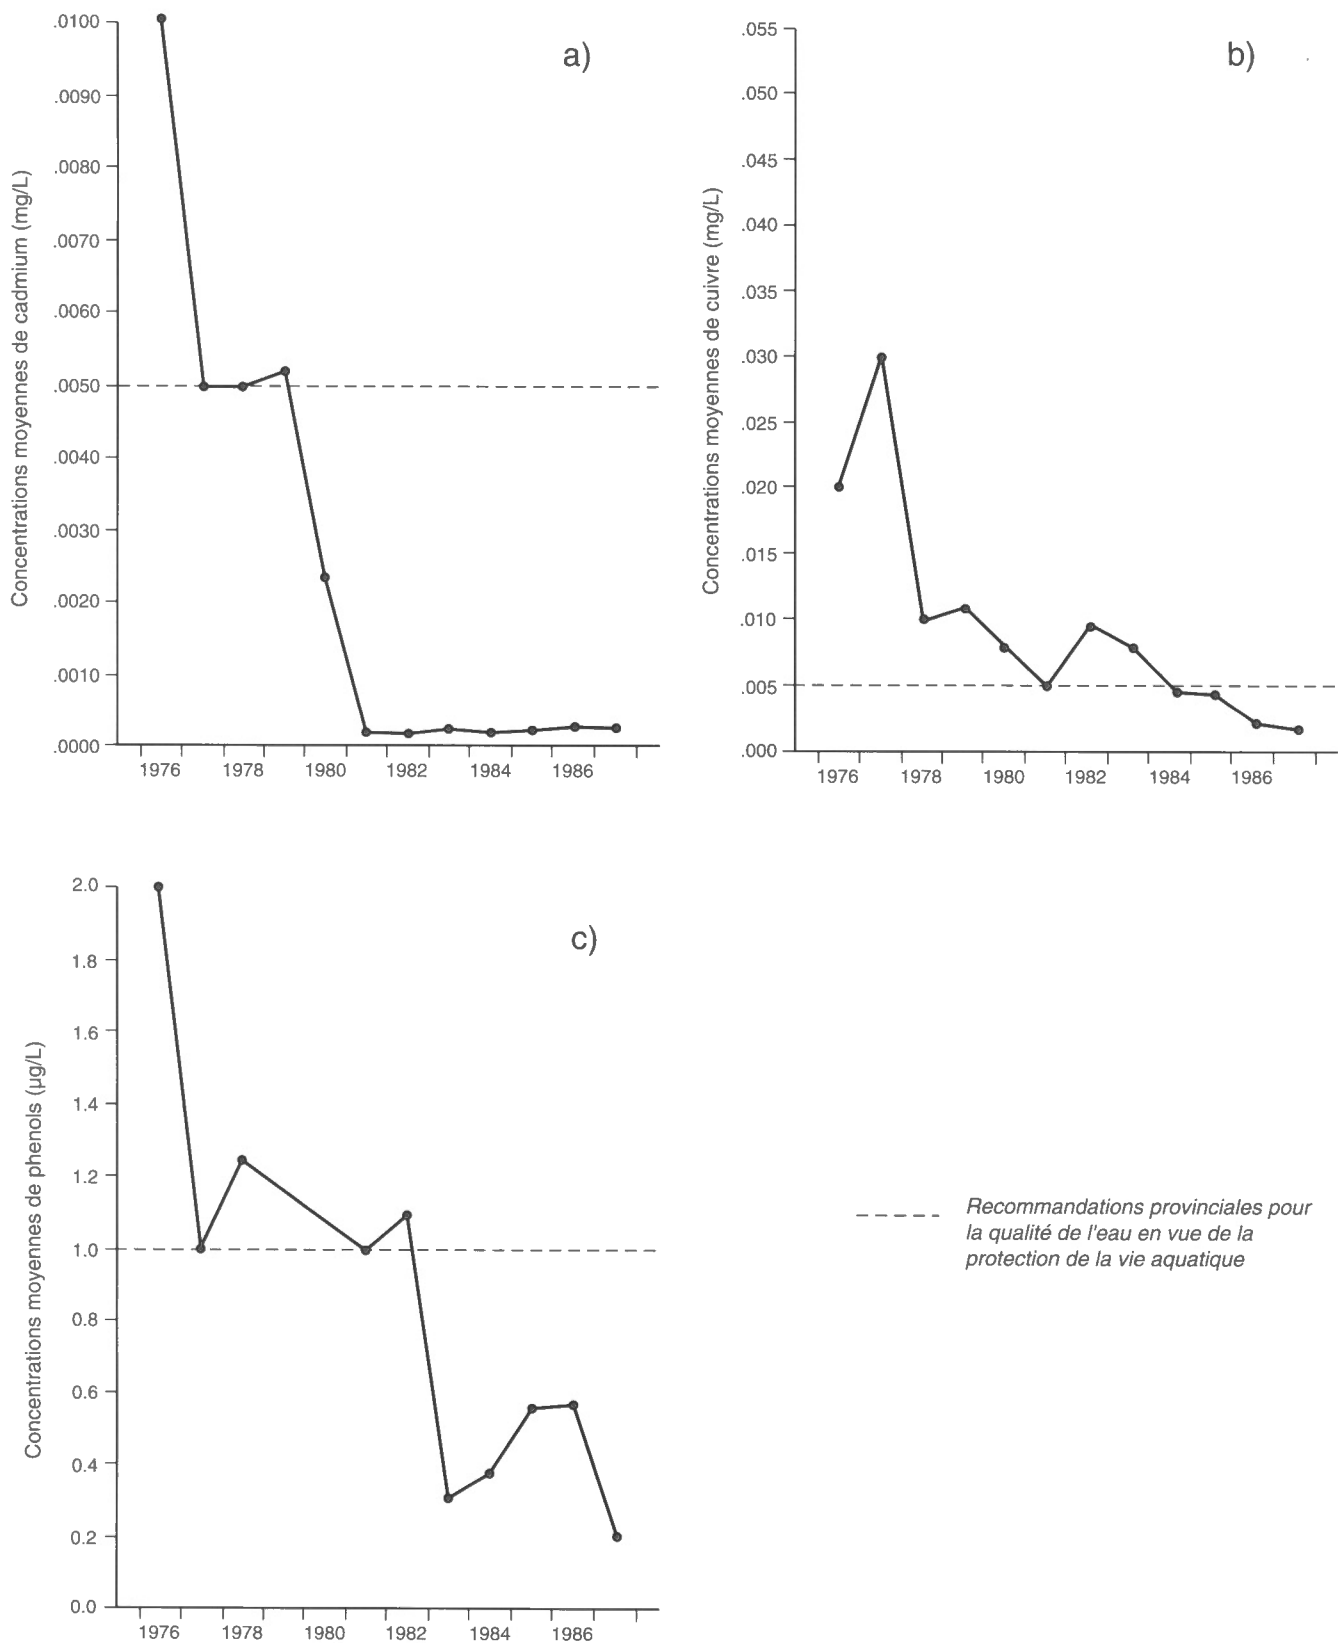 a)
Concentrations moyennes de cadmium (mg/L)
.0100
.0090
.0080
.0070
.0060
.0050
.0040
.0030
.0020
.0010
.0000
1976 1978 1980 1982 1984 1986
b)
Concentrations moyennes de cuivre (mg/L)
.055
.050
.045
.040
.035
.030
.025
.020
.015
.010
.005
.000
1976 1978 1980 1982 1984 1986
c)
Concentrations moyennes de phenols (µg/L)
2.0
1.8
1.6
1.4
1.2
1.0
0.8
0.6
0.4
0.2
0.0
1976 1978 1980 1982 1984 1986
Recommandations provinciales pour
la qualité de l'eau en vue de la
protection de la vie aquatique